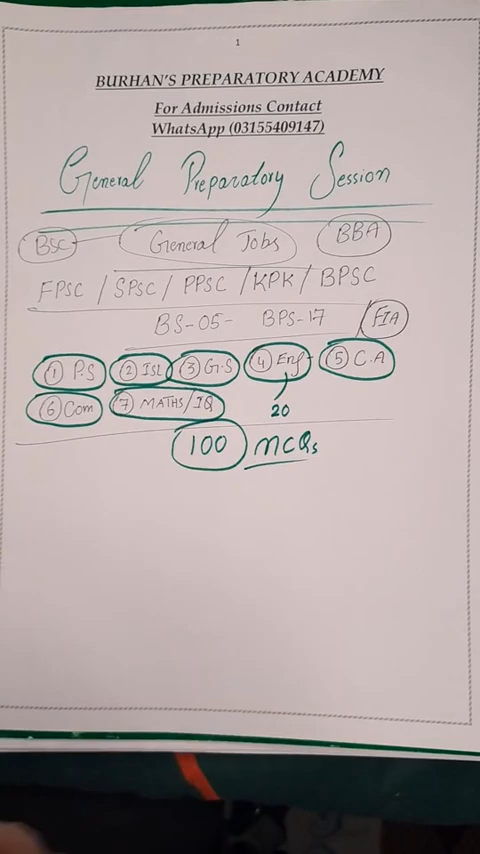 1
BURHAN'S PREPARATORY ACADEMY
For Admissions Contact
WhatsApp (03155409147)
General Preparatory Session
BSC General Jobs BBA
FPSC / SPSC / PPSC / KPK / BPSC
BS-05- BPS-17 FIA
① P.S ② ISL ③ G.S ④ Eng ⑤ C.A
⑥ Com ⑦ MATHS/IQ 20
100 MCQs